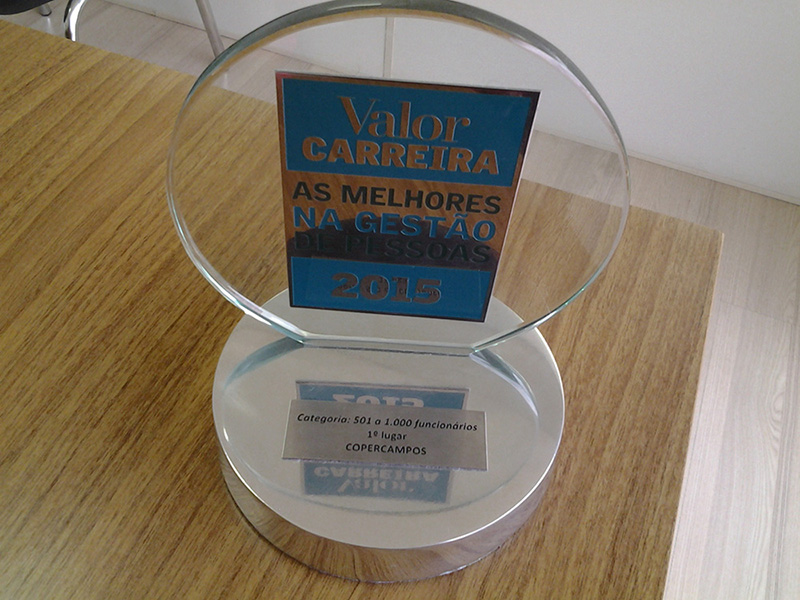 Valor
CARREIRA
AS MELHORES
NA GESTÃO
DE PESSOAS
2015
Categoria: 501 a 1.000 funcionários
1º lugar
COPERCAMPOS